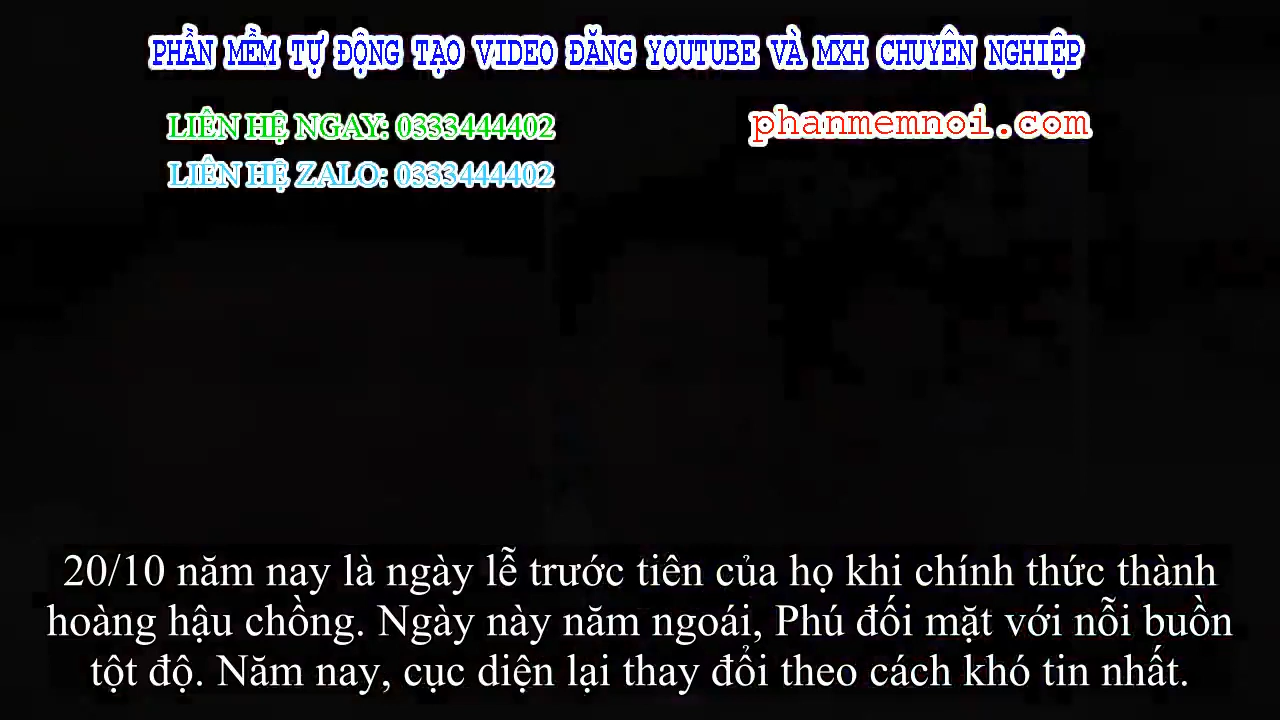 PHẦN MỀM TỰ ĐỘNG TẠO VIDEO ĐĂNG YOUTUBE VÀ MXH CHUYÊN NGHIỆP
LIÊN HỆ NGAY: 0333444402
phanmemnoi.com
LIÊN HỆ ZALO: 0333444402
20/10 năm nay là ngày lễ trước tiên của họ khi chính thức thành
hoàng hậu chồng. Ngày này năm ngoái, Phú đối mặt với nỗi buồn
tột độ. Năm nay, cục diện lại thay đổi theo cách khó tin nhất.